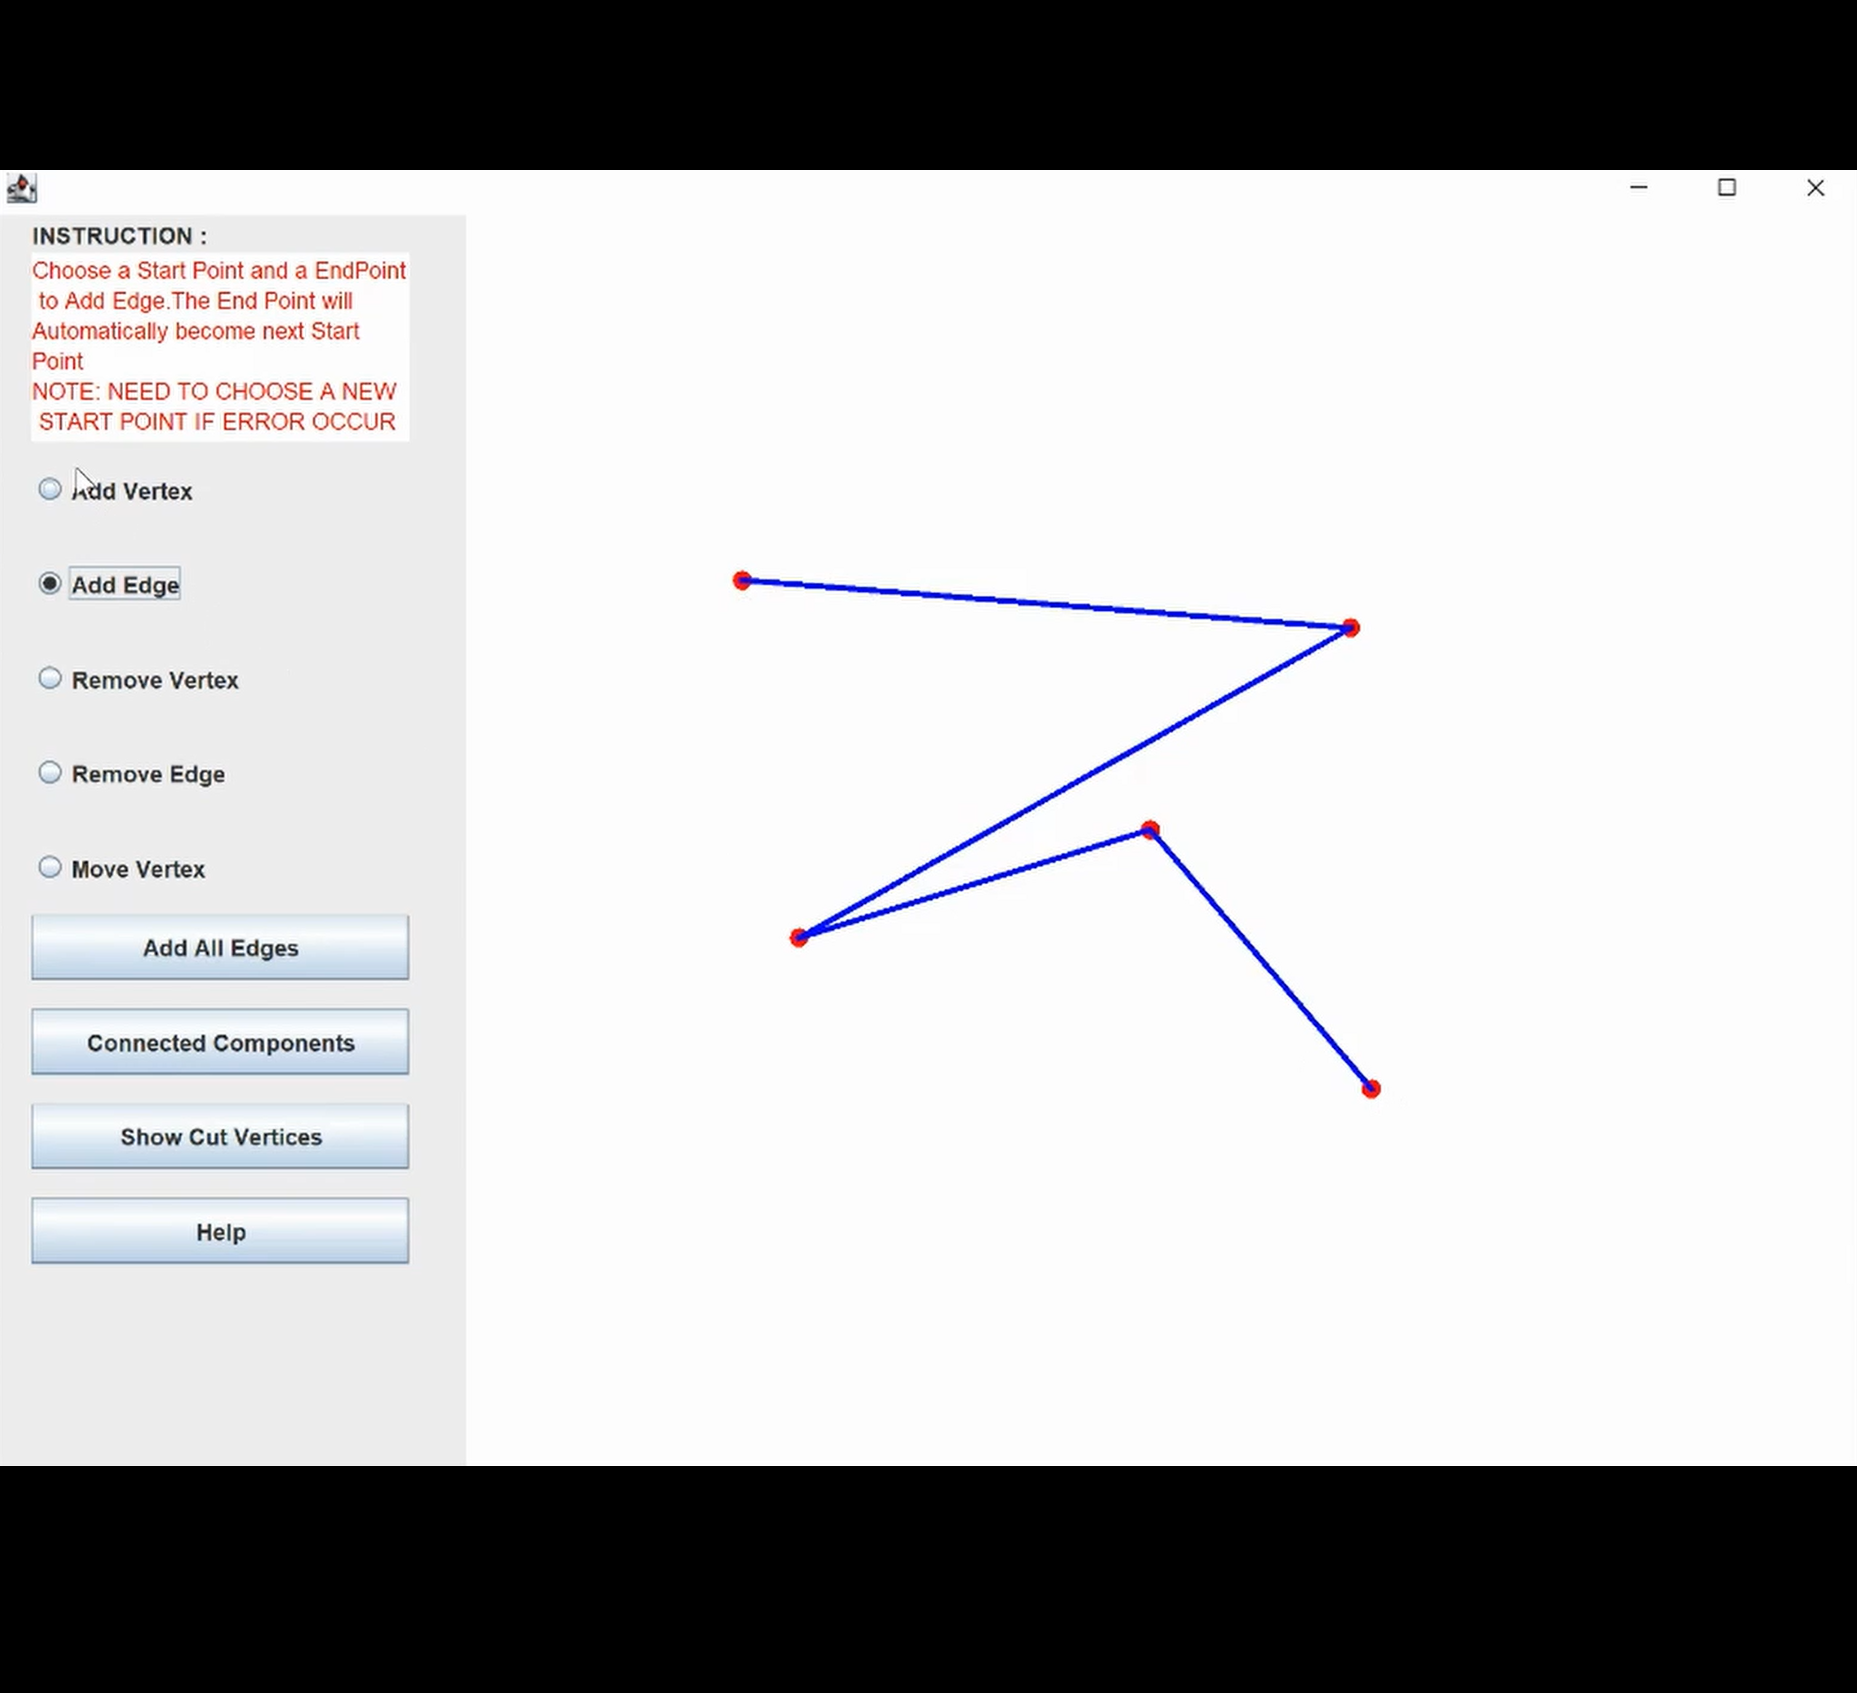 INSTRUCTION :
Choose a Start Point and a EndPoint
to Add Edge.The End Point will
Automatically become next Start
Point
NOTE: NEED TO CHOOSE A NEW
START POINT IF ERROR OCCUR
Add Vertex
Add Edge
Remove Vertex
Remove Edge
Move Vertex
Add All Edges
Connected Components
Show Cut Vertices
Help